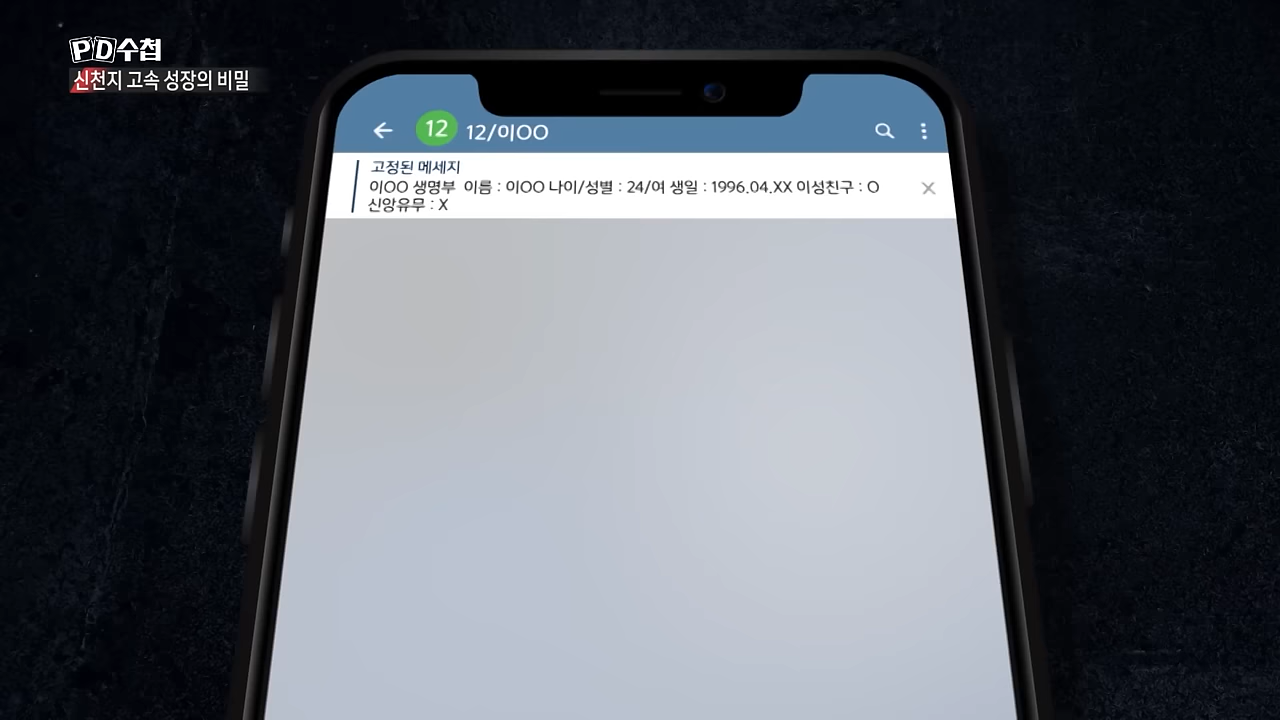 PD수첩
신천지 고속 성장의 비밀
12 12/이OO
고정된 메세지
이OO 생명부 이름 : 이OO 나이/성별 : 24/여 생일 : 1996.04.XX 이성친구 : O
신앙유무 : X